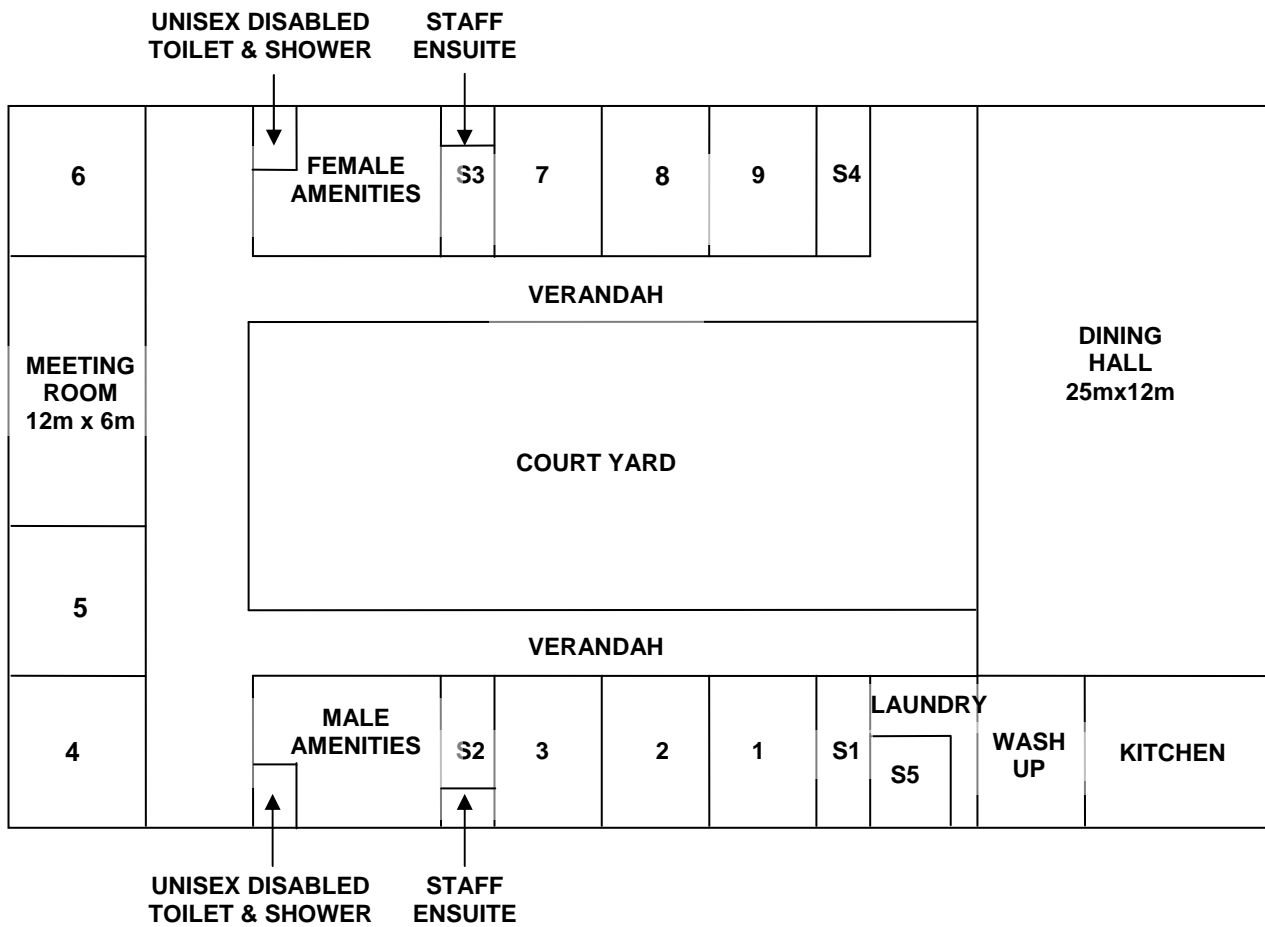 UNISEX DISABLED
TOILET & SHOWER
STAFF
ENSUITE
6
FEMALE
AMENITIES
S3
7
8
9
S4
VERANDAH
MEETING
ROOM
12m x 6m
DINING
HALL
25mx12m
COURT YARD
5
VERANDAH
4
MALE
AMENITIES
S2
3
2
1
S1
LAUNDRY
S5
WASH
UP
KITCHEN
UNISEX DISABLED
TOILET & SHOWER
STAFF
ENSUITE